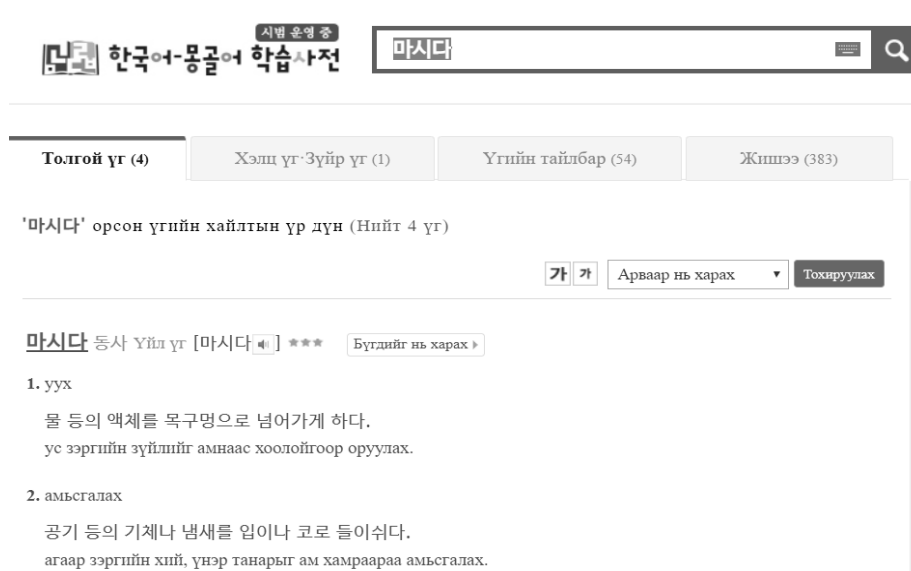 시범 운영 중
한국어-몽골어 학습사전
마시다
Толгой үг (4)
Хэлц үг·Зүйр үг (1)
Үгийн тайлбар (54)
Жишээ (383)
'마시다' орсон үгийн хайлтын үр дүн (Нийт 4 үг)
가 가 Арваар нь харах ▼ Тохируулах
마시다 동사 Үйл үг [마시다] ★★★ Бүгдийг нь харах
1. уух
물 등의 액체를 목구멍으로 넘어가게 하다.
ус зэргийн зүйлийг амнаас хоолойгоор оруулах.
2. амьсгалах
공기 등의 기체나 냄새를 입이나 코로 들이쉬다.
агаар зэргийн хий, үнэр танарыг ам хамраараа амьсгалах.